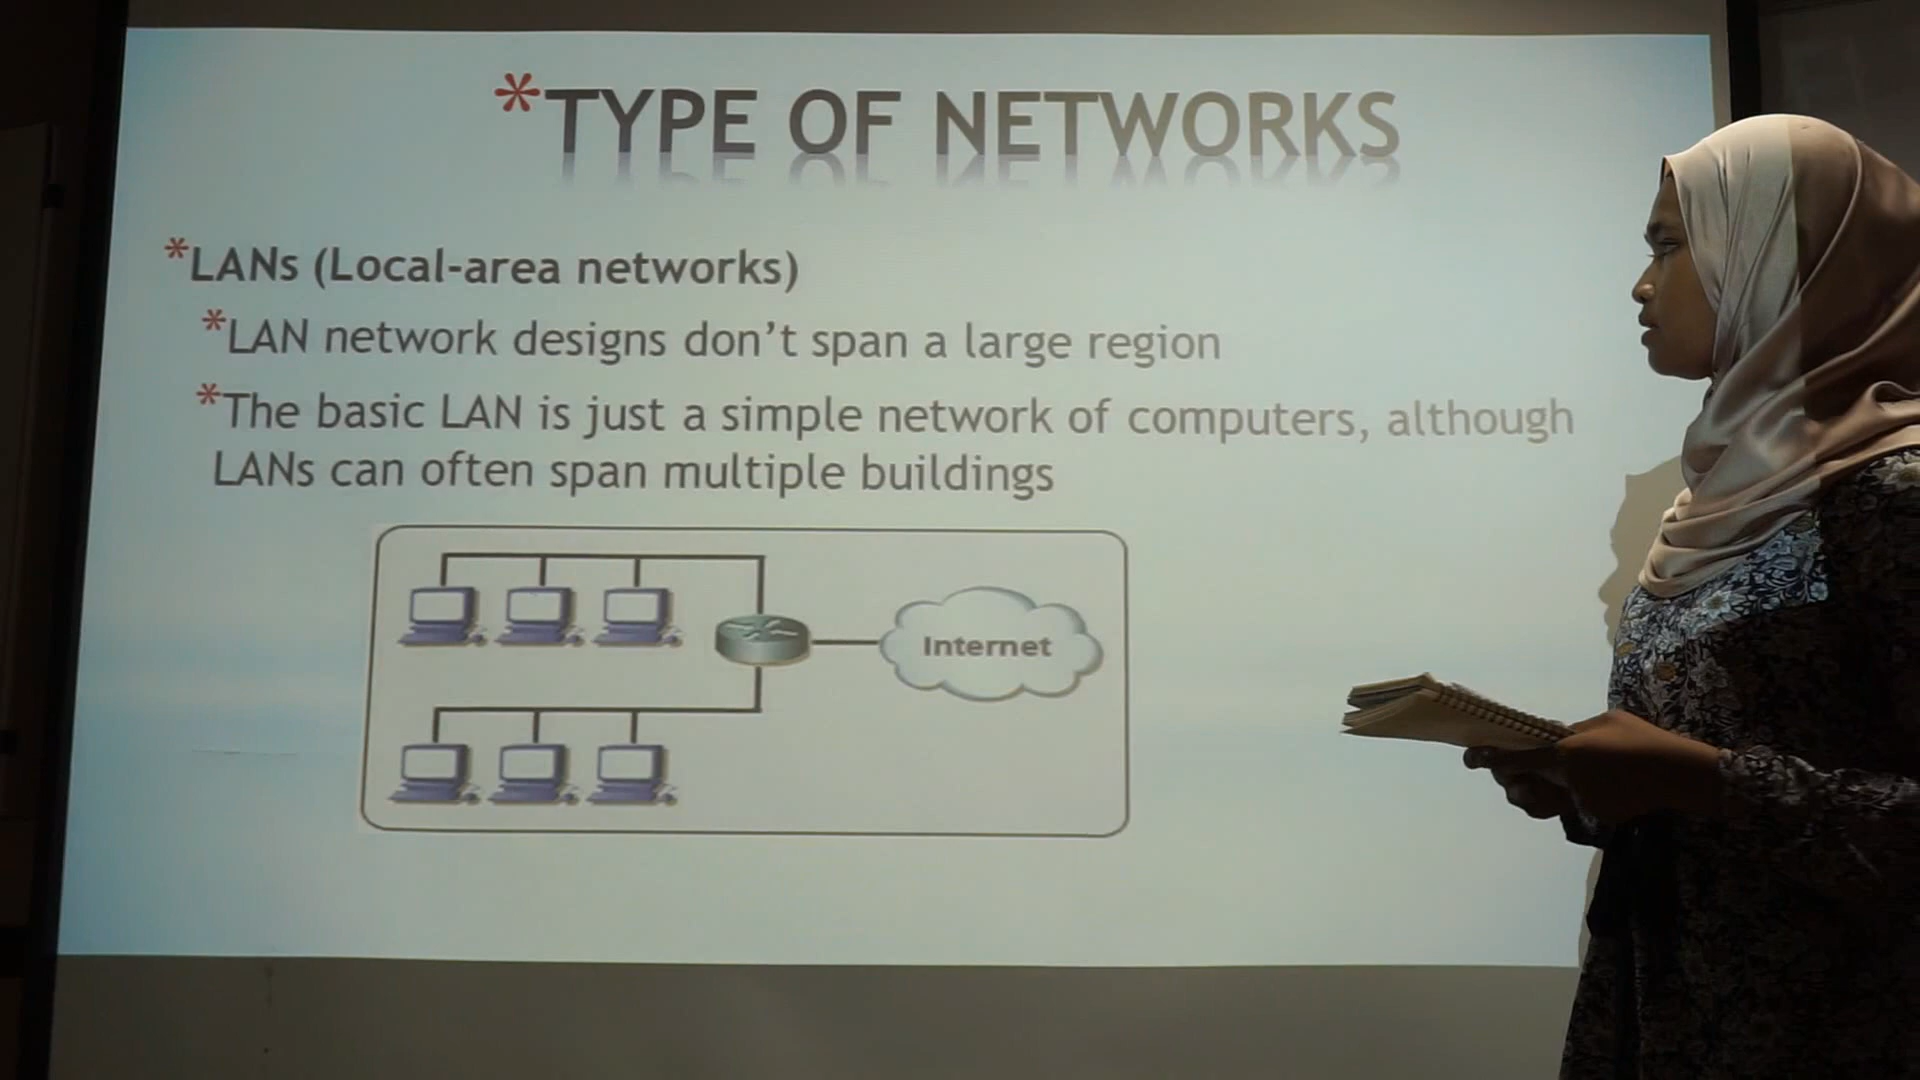 *TYPE OF NETWORKS
*LANs (Local-area networks)
*LAN network designs don’t span a large region
*The basic LAN is just a simple network of computers, although
LANs can often span multiple buildings
Internet